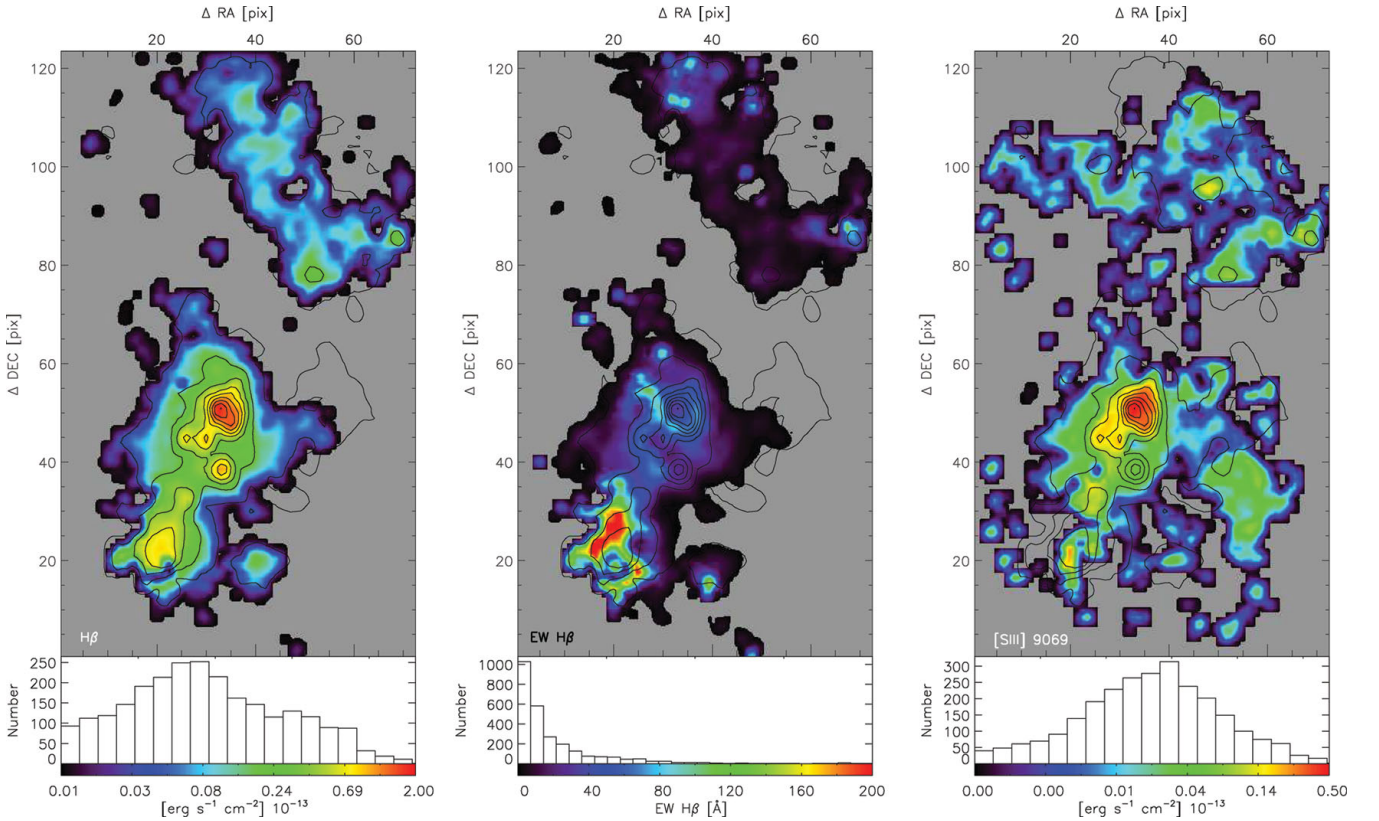 Δ RA [pix]
Δ RA [pix]
Δ RA [pix]
20 40 60
20 40 60
20 40 60
120
100
80
60
40
20
Δ DEC [pix]
Hβ
120
100
80
60
40
20
Δ DEC [pix]
EW Hβ
120
100
80
60
40
20
Δ DEC [pix]
[SIII] 9069
250
200
150
100
50
0
Number
0.01 0.03 0.08 0.24 0.69 2.00
[erg s⁻¹ cm⁻²] 10⁻¹³
1000
800
600
400
200
0
Number
0 40 80 120 160 200
EW Hβ [Å]
300
250
200
150
100
50
0
Number
0.00 0.00 0.01 0.04 0.14 0.50
[erg s⁻¹ cm⁻²] 10⁻¹³